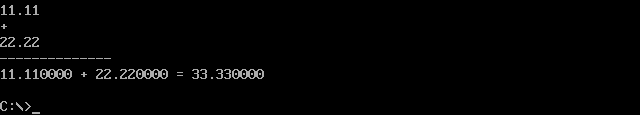 11.11
+
22.22
--------------
11.110000 + 22.220000 = 33.330000
C:\>_